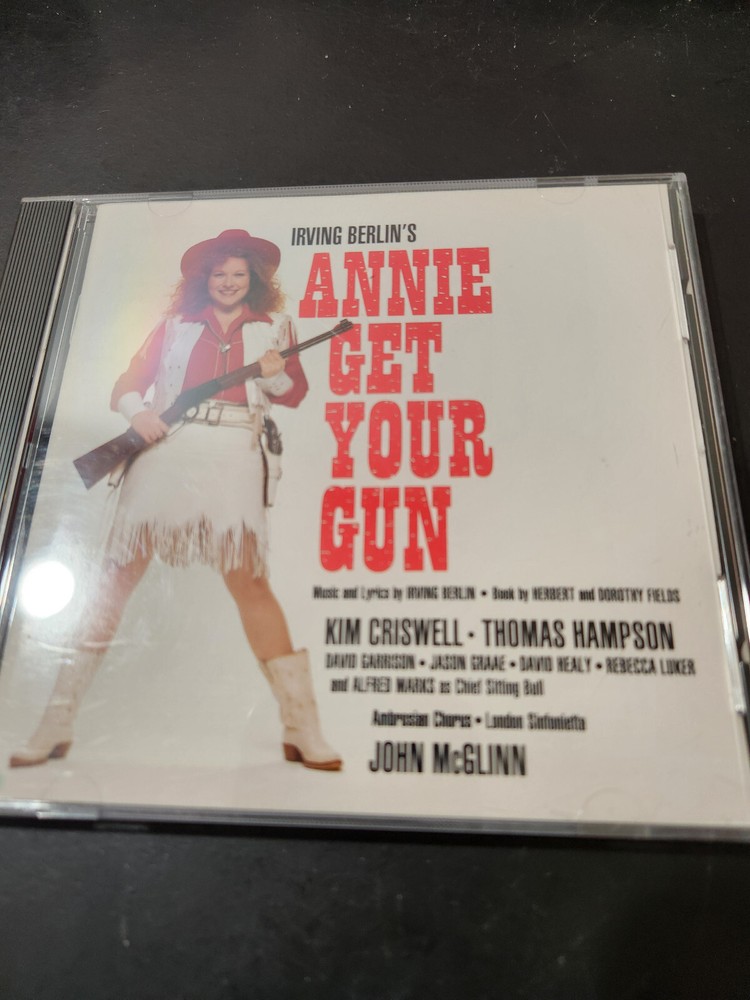 IRVING BERLIN'S
ANNIE
GET
YOUR
GUN
Music and Lyrics by IRVING BERLIN • Book by HERBERT and DOROTHY FIELDS
KIM CRISWELL • THOMAS HAMPSON
DAVID GARRISON • JASON GRAAE • DAVID HEALY • REBECCA LUKER
and ALFRED MARKS as Chief Sitting Bull
Ambrosian Chorus • London Sinfonietta
JOHN McGLINN